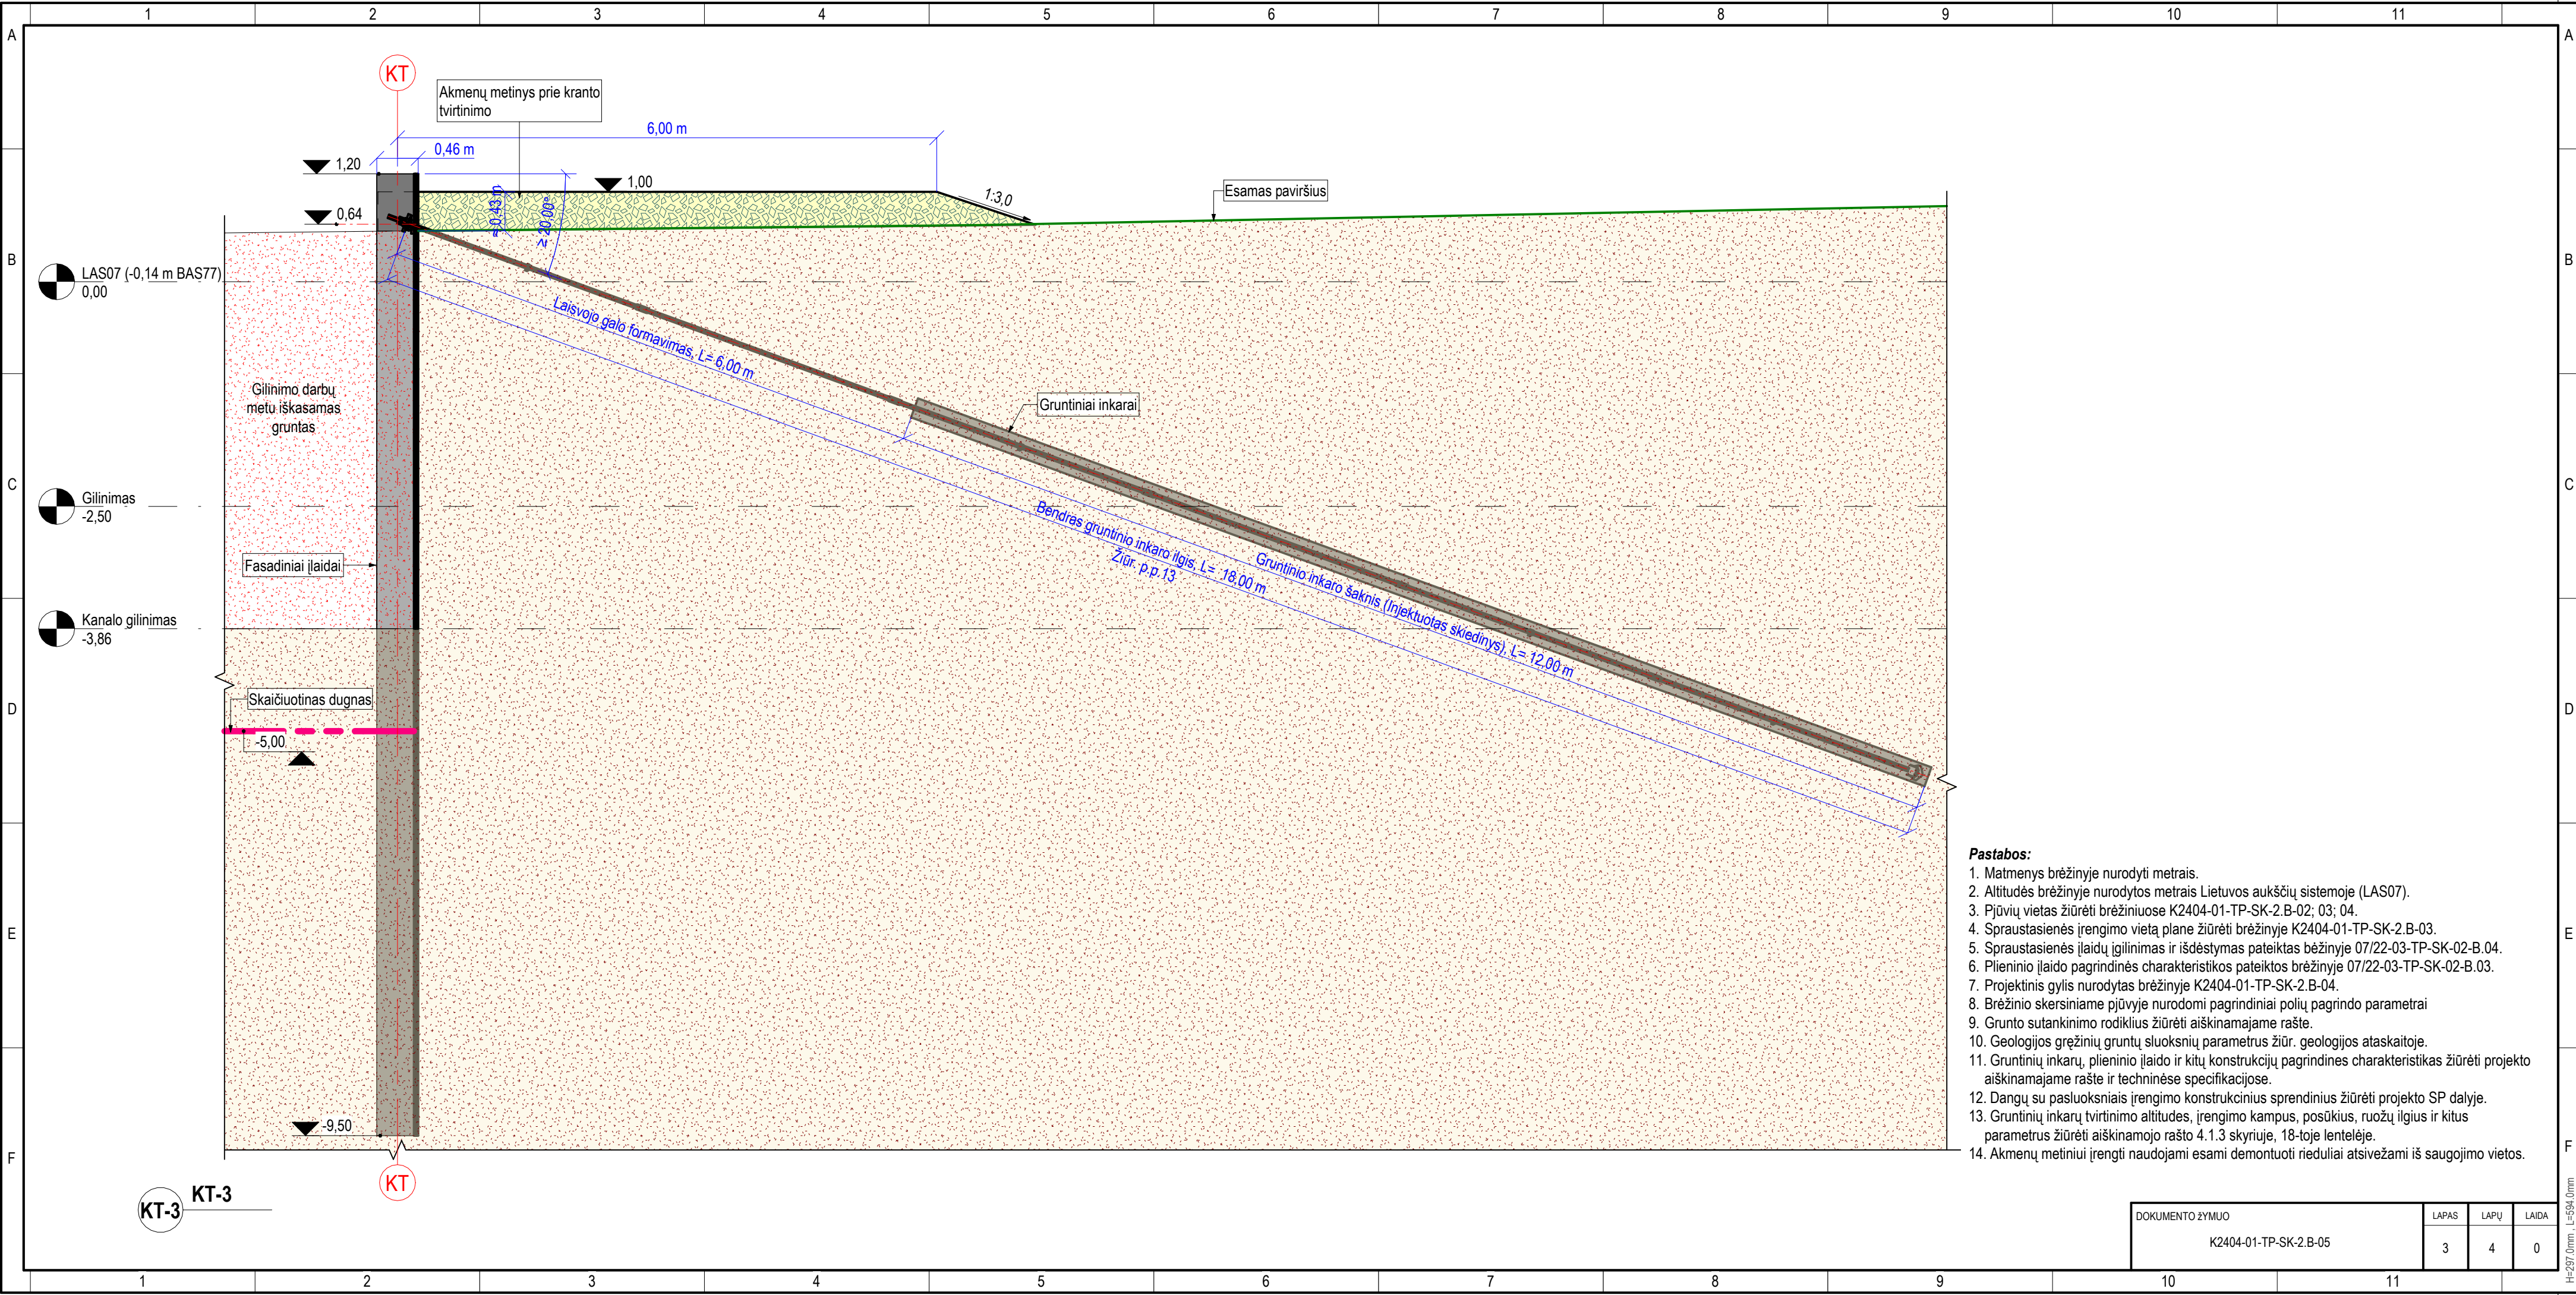 1 2 3 4 5 6 7 8 9 10 11
A A
KT
Akmenų metinys prie kranto
tvirtinimo
6,00 m
0,46 m
1,20
1,00
1:3,0
Esamas paviršius
0,64
≈ 0,43 m
≥ 20,00°
B B
LAS07 (-0,14 m BAS77)
0,00
Laisvojo galo formavimas, L= 6,00 m
Gilinimo darbų
metu iškasamas
gruntas
Gruntiniai inkarai
C C
Gilinimas
-2,50
Bendras gruntinio inkaro ilgis, L= 18,00 m
Žiūr. p.p.13
Gruntinio inkaro šaknis (Injektuotas skiedinys), L= 12,00 m
Fasadiniai įlaidai
Kanalo gilinimas
-3,86
D D
Skaičiuotinas dugnas
-5,00
Pastabos:
1. Matmenys brėžinyje nurodyti metrais.
2. Altitudės brėžinyje nurodytos metrais Lietuvos aukščių sistemoje (LAS07).
3. Pjūvių vietas žiūrėti brėžiniuose K2404-01-TP-SK-2.B-02; 03; 04.
4. Spraustasienės įrengimo vietą plane žiūrėti brėžinyje K2404-01-TP-SK-2.B-03.
5. Spraustasienės įlaidų įgilinimas ir išdėstymas pateiktas bėžinyje 07/22-03-TP-SK-02-B.04.
6. Plieninio įlaido pagrindinės charakteristikos pateiktos brėžinyje 07/22-03-TP-SK-02-B.03.
7. Projektinis gylis nurodytas brėžinyje K2404-01-TP-SK-2.B-04.
8. Brėžinio skersiniame pjūvyje nurodomi pagrindiniai polių pagrindo parametrai
9. Grunto sutankinimo rodiklius žiūrėti aiškinamajame rašte.
10. Geologijos gręžinių gruntų sluoksnių parametrus žiūr. geologijos ataskaitoje.
11. Gruntinių inkarų, plieninio įlaido ir kitų konstrukcijų pagrindines charakteristikas žiūrėti projekto
aiškinamajame rašte ir techninėse specifikacijose.
12. Dangų su pasluoksniais įrengimo konstrukcinius sprendinius žiūrėti projekto SP dalyje.
13. Gruntinių inkarų tvirtinimo altitudes, įrengimo kampus, posūkius, ruožų ilgius ir kitus
parametrus žiūrėti aiškinamojo rašto 4.1.3 skyriuje, 18-toje lentelėje.
14. Akmenų metiniui įrengti naudojami esami demontuoti rieduliai atsivežami iš saugojimo vietos.
E E
-9,50
F F
KT
KT-3 KT-3
DOKUMENTO žYMUO LAPAS LAPŲ LAIDA
K2404-01-TP-SK-2.B-05 3 4 0
H=297.0mm , L=594.0mm
1 2 3 4 5 6 7 8 9 10 11